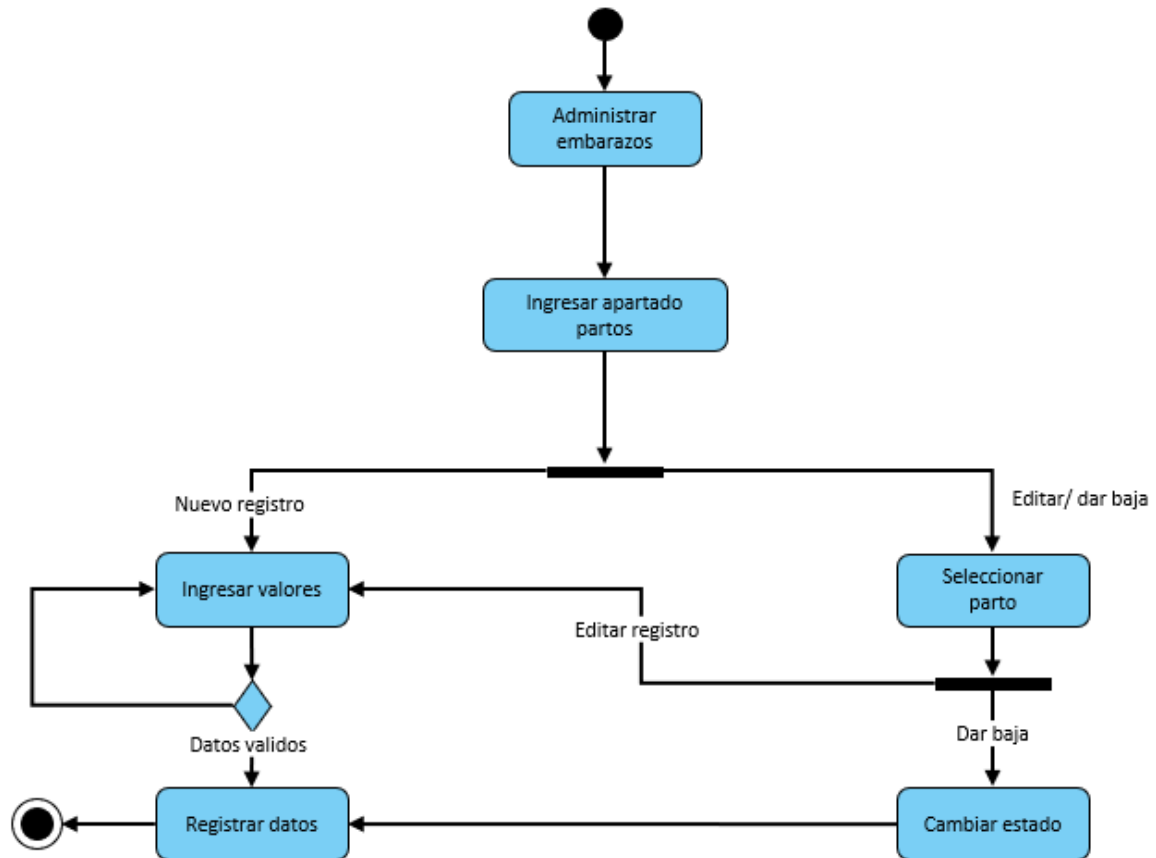 Administrar
embarazos
Ingresar apartado
partos
Nuevo registro
Editar/ dar baja
Ingresar valores
Seleccionar
parto
Editar registro
Datos validos
Dar baja
Registrar datos
Cambiar estado